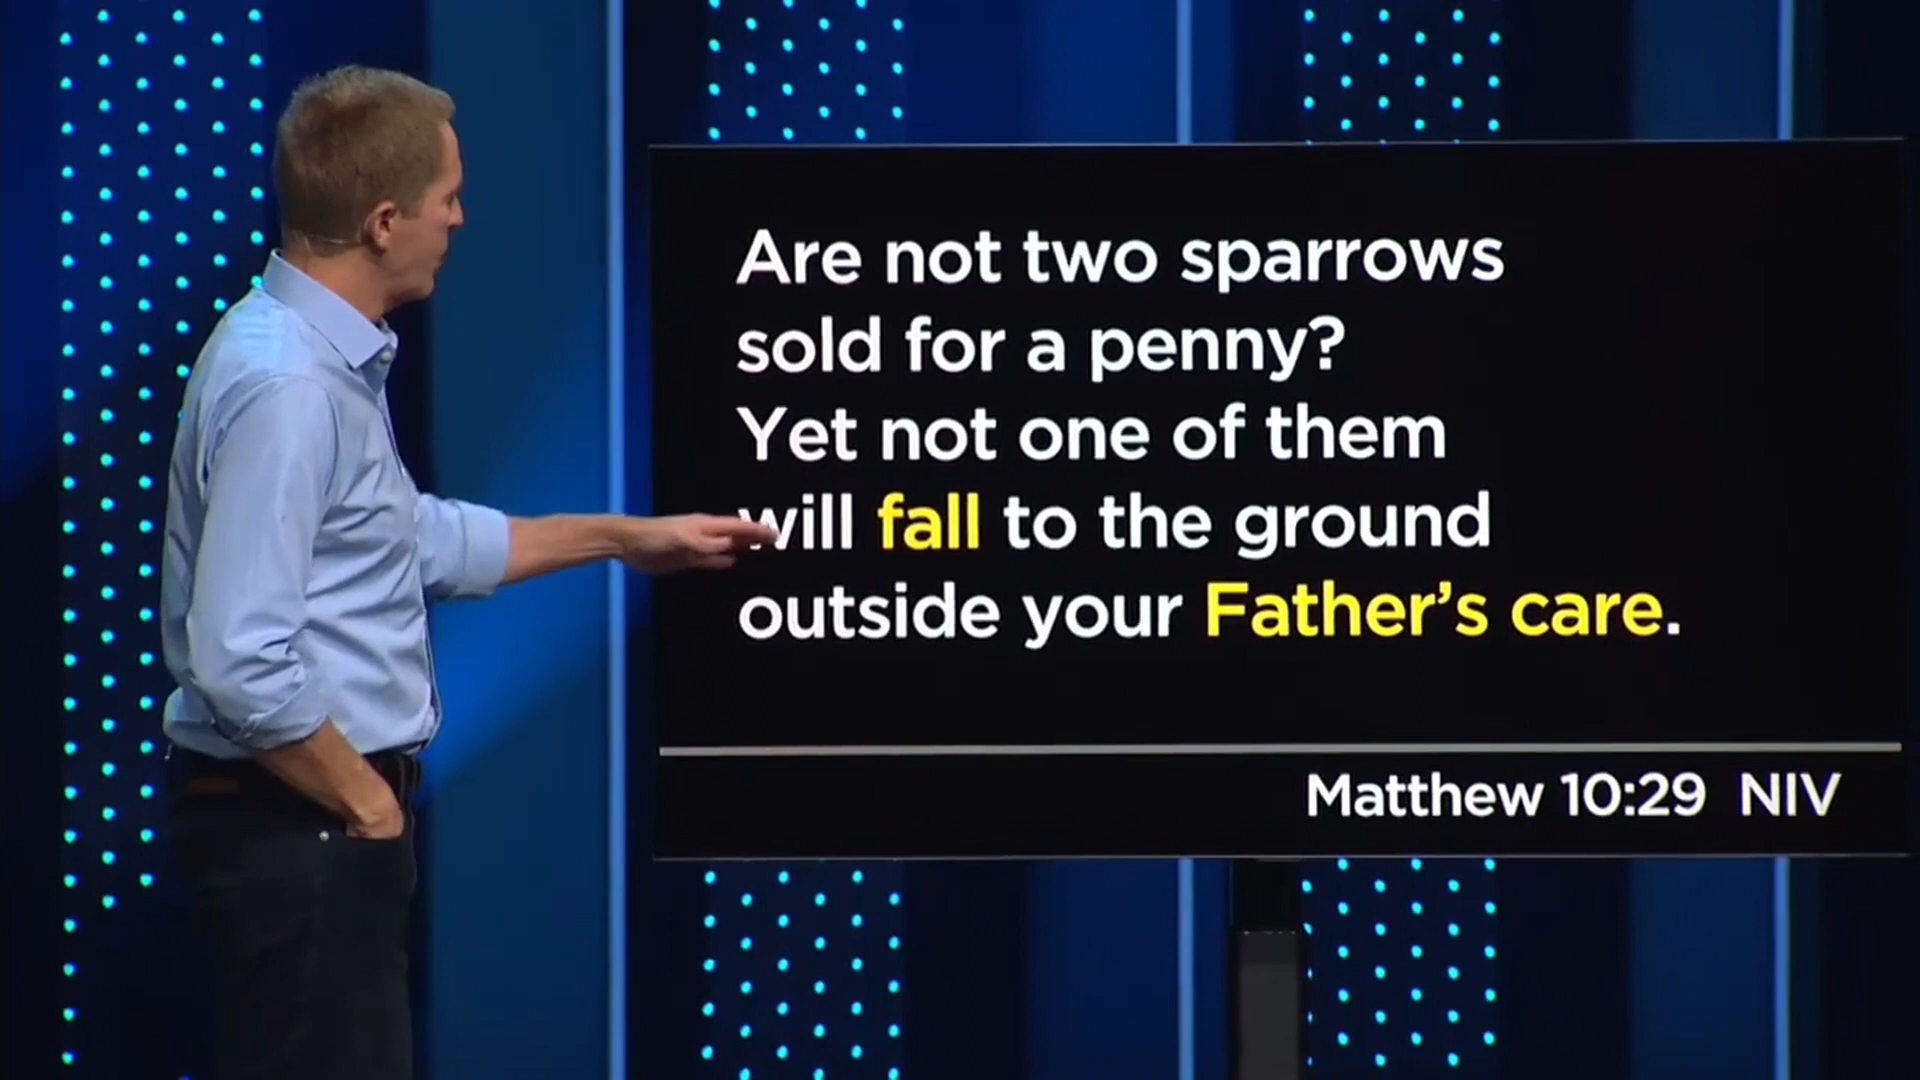 Are not two sparrows
sold for a penny?
Yet not one of them
will fall to the ground
outside your Father's care.
Matthew 10:29 NIV